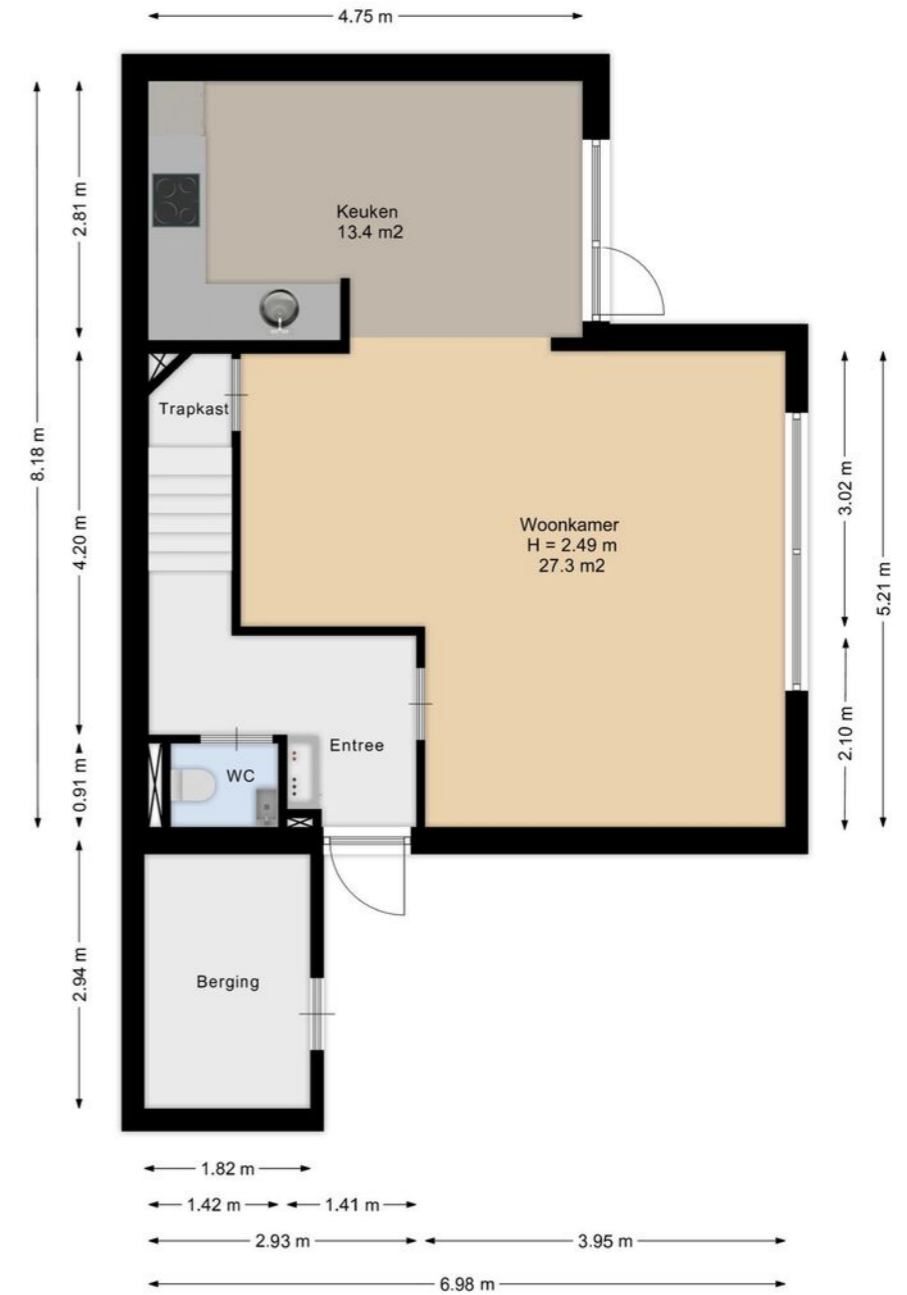 4.75 m
Keuken
13.4 m2
2.81 m
8.18 m
Trapkast
4.20 m
Woonkamer
H = 2.49 m
27.3 m2
3.02 m
5.21 m
2.10 m
Entree
WC
0.91 m
Berging
2.94 m
1.82 m
1.42 m
1.41 m
2.93 m
3.95 m
6.98 m